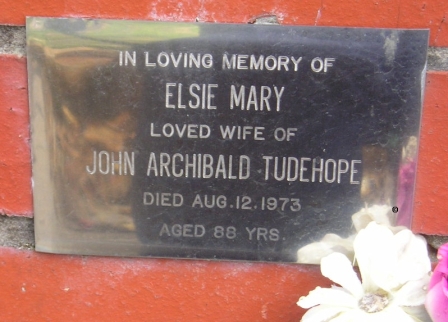 IN LOVING MEMORY OF
ELSIE MARY
LOVED WIFE OF
JOHN ARCHIBALD TUDEHOPE
DIED AUG. 12. 1973
AGED 88 YRS.